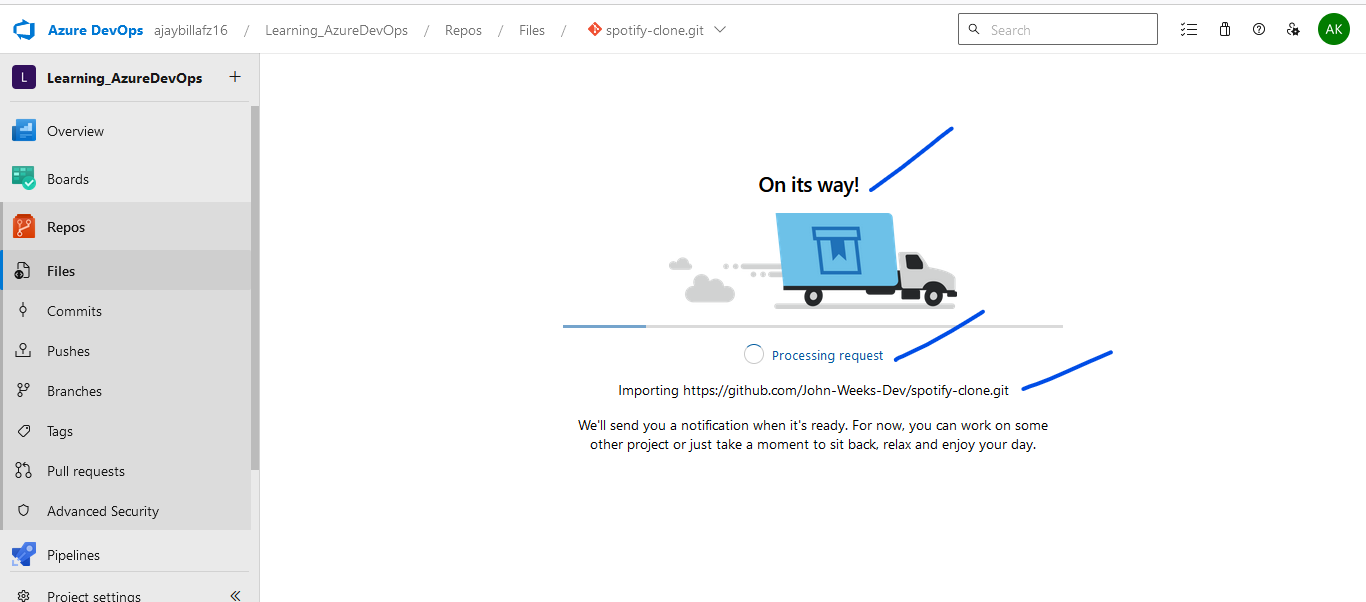 Azure DevOps ajaybillafz16 / Learning_AzureDevOps / Repos / Files / spotify-clone.git Search AK
L Learning_AzureDevOps +
Overview
Boards
Repos
Files
Commits
Pushes
Branches
Tags
Pull requests
Advanced Security
Pipelines
Project settings
On its way!
Processing request
Importing https://github.com/John-Weeks-Dev/spotify-clone.git
We'll send you a notification when it's ready. For now, you can work on some
other project or just take a moment to sit back, relax and enjoy your day.